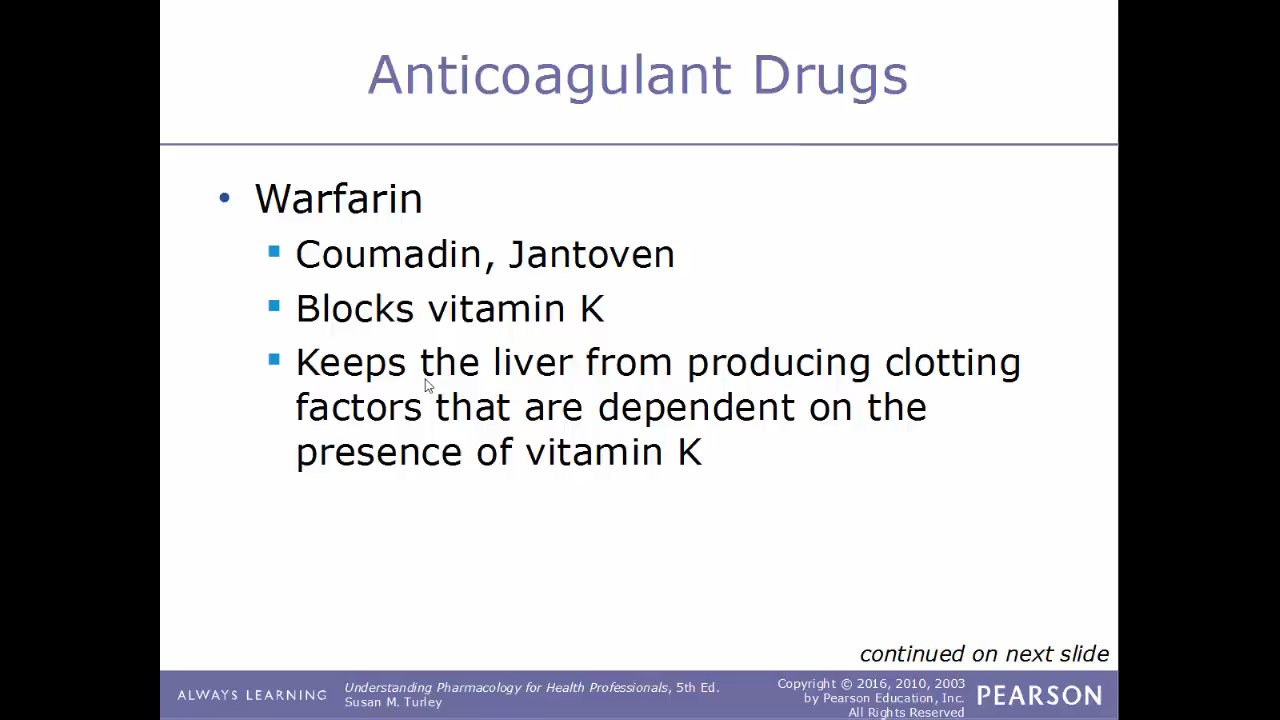 Anticoagulant Drugs
• Warfarin
▪ Coumadin, Jantoven
▪ Blocks vitamin K
▪ Keeps the liver from producing clotting
factors that are dependent on the
presence of vitamin K
continued on next slide
ALWAYS LEARNING
Understanding Pharmacology for Health Professionals, 5th Ed.
Susan M. Turley
Copyright © 2016, 2010, 2003
by Pearson Education, Inc.
All Rights Reserved
PEARSON